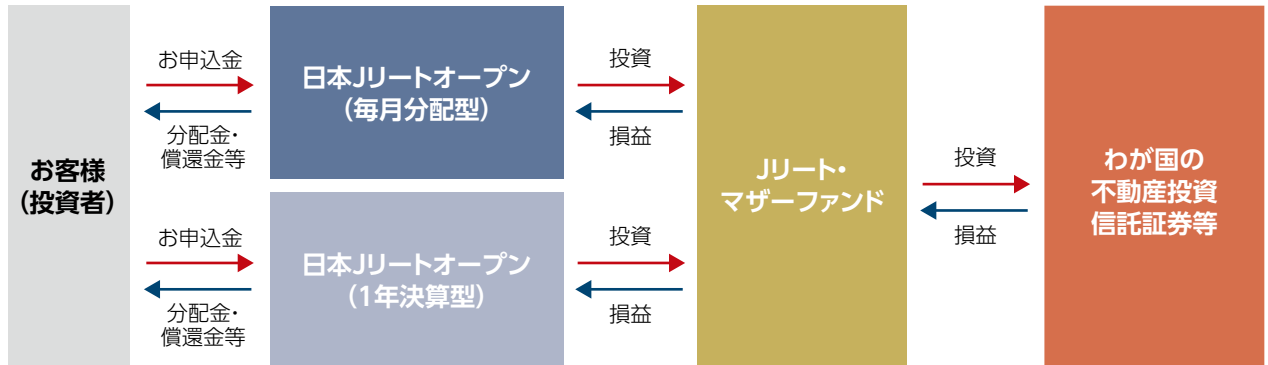 お客様
(投資者)
お申込金
分配金・
償還金等
日本Jリートオープン
(毎月分配型)
投資
損益
お申込金
分配金・
償還金等
日本Jリートオープン
(1年決算型)
投資
損益
Jリート・
マザーファンド
投資
損益
わが国の
不動産投資
信託証券等